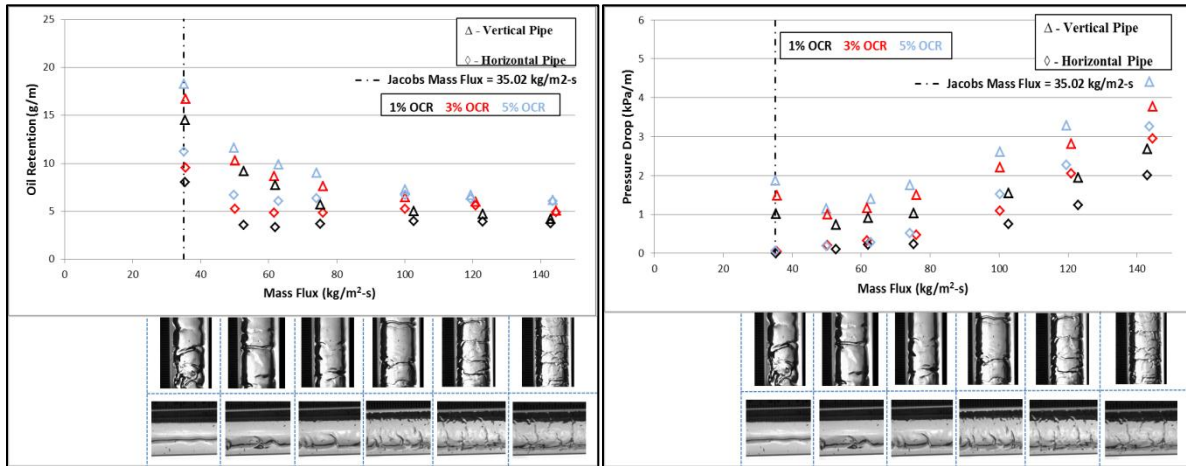 25
20
15
10
5
0
Oil Retention (g/m)
0 20 40 60 80 100 120 140
Mass Flux (kg/m²-s)
Δ - Vertical Pipe
◇ - Horizontal Pipe
Jacobs Mass Flux = 35.02 kg/m2-s
1% OCR 3% OCR 5% OCR
6
5
4
3
2
1
0
Pressure Drop (kPa/m)
0 20 40 60 80 100 120 140
Mass Flux (kg/m²-s)
1% OCR 3% OCR 5% OCR
Δ - Vertical Pipe
◇ - Horizontal Pipe
Jacobs Mass Flux = 35.02 kg/m2-s